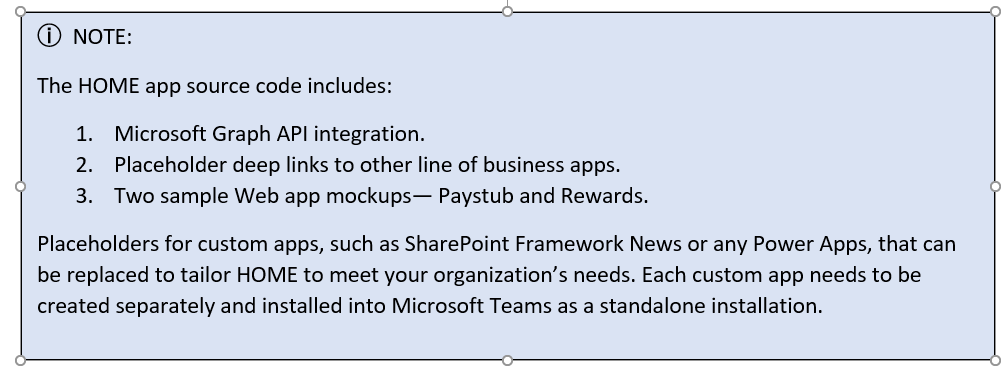 ⓘ NOTE:
The HOME app source code includes:
1. Microsoft Graph API integration.
2. Placeholder deep links to other line of business apps.
3. Two sample Web app mockups— Paystub and Rewards.
Placeholders for custom apps, such as SharePoint Framework News or any Power Apps, that can
be replaced to tailor HOME to meet your organization’s needs. Each custom app needs to be
created separately and installed into Microsoft Teams as a standalone installation.